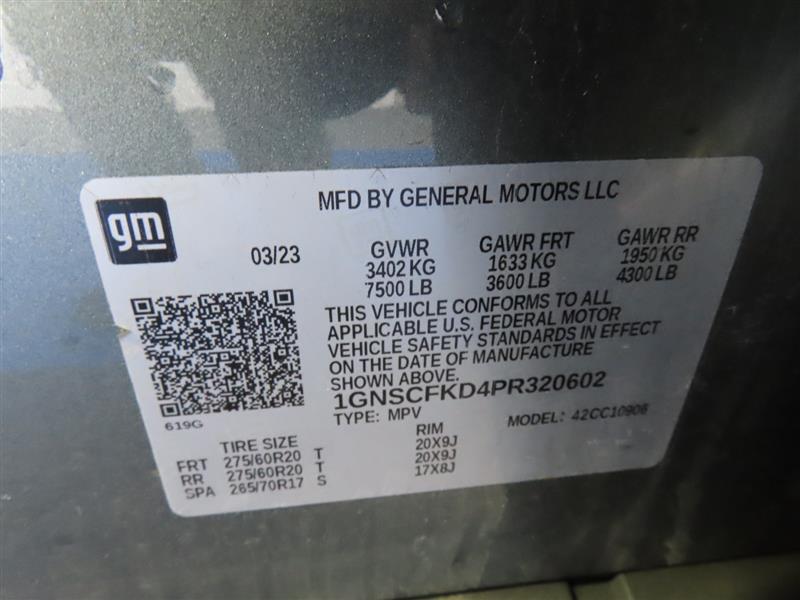 gm
MFD BY GENERAL MOTORS LLC
03/23
GVWR GAWR FRT GAWR RR
3402 KG 1633 KG 1950 KG
7500 LB 3600 LB 4300 LB
THIS VEHICLE CONFORMS TO ALL
APPLICABLE U.S. FEDERAL MOTOR
VEHICLE SAFETY STANDARDS IN EFFECT
ON THE DATE OF MANUFACTURE
SHOWN ABOVE.
1GNSCFKD4PR320602
TYPE: MPV MODEL: 42CC10906
619G
TIRE SIZE RIM
FRT 275/60R20 T 20X9J
RR 275/60R20 T 20X9J
SPA 265/70R17 S 17X8J